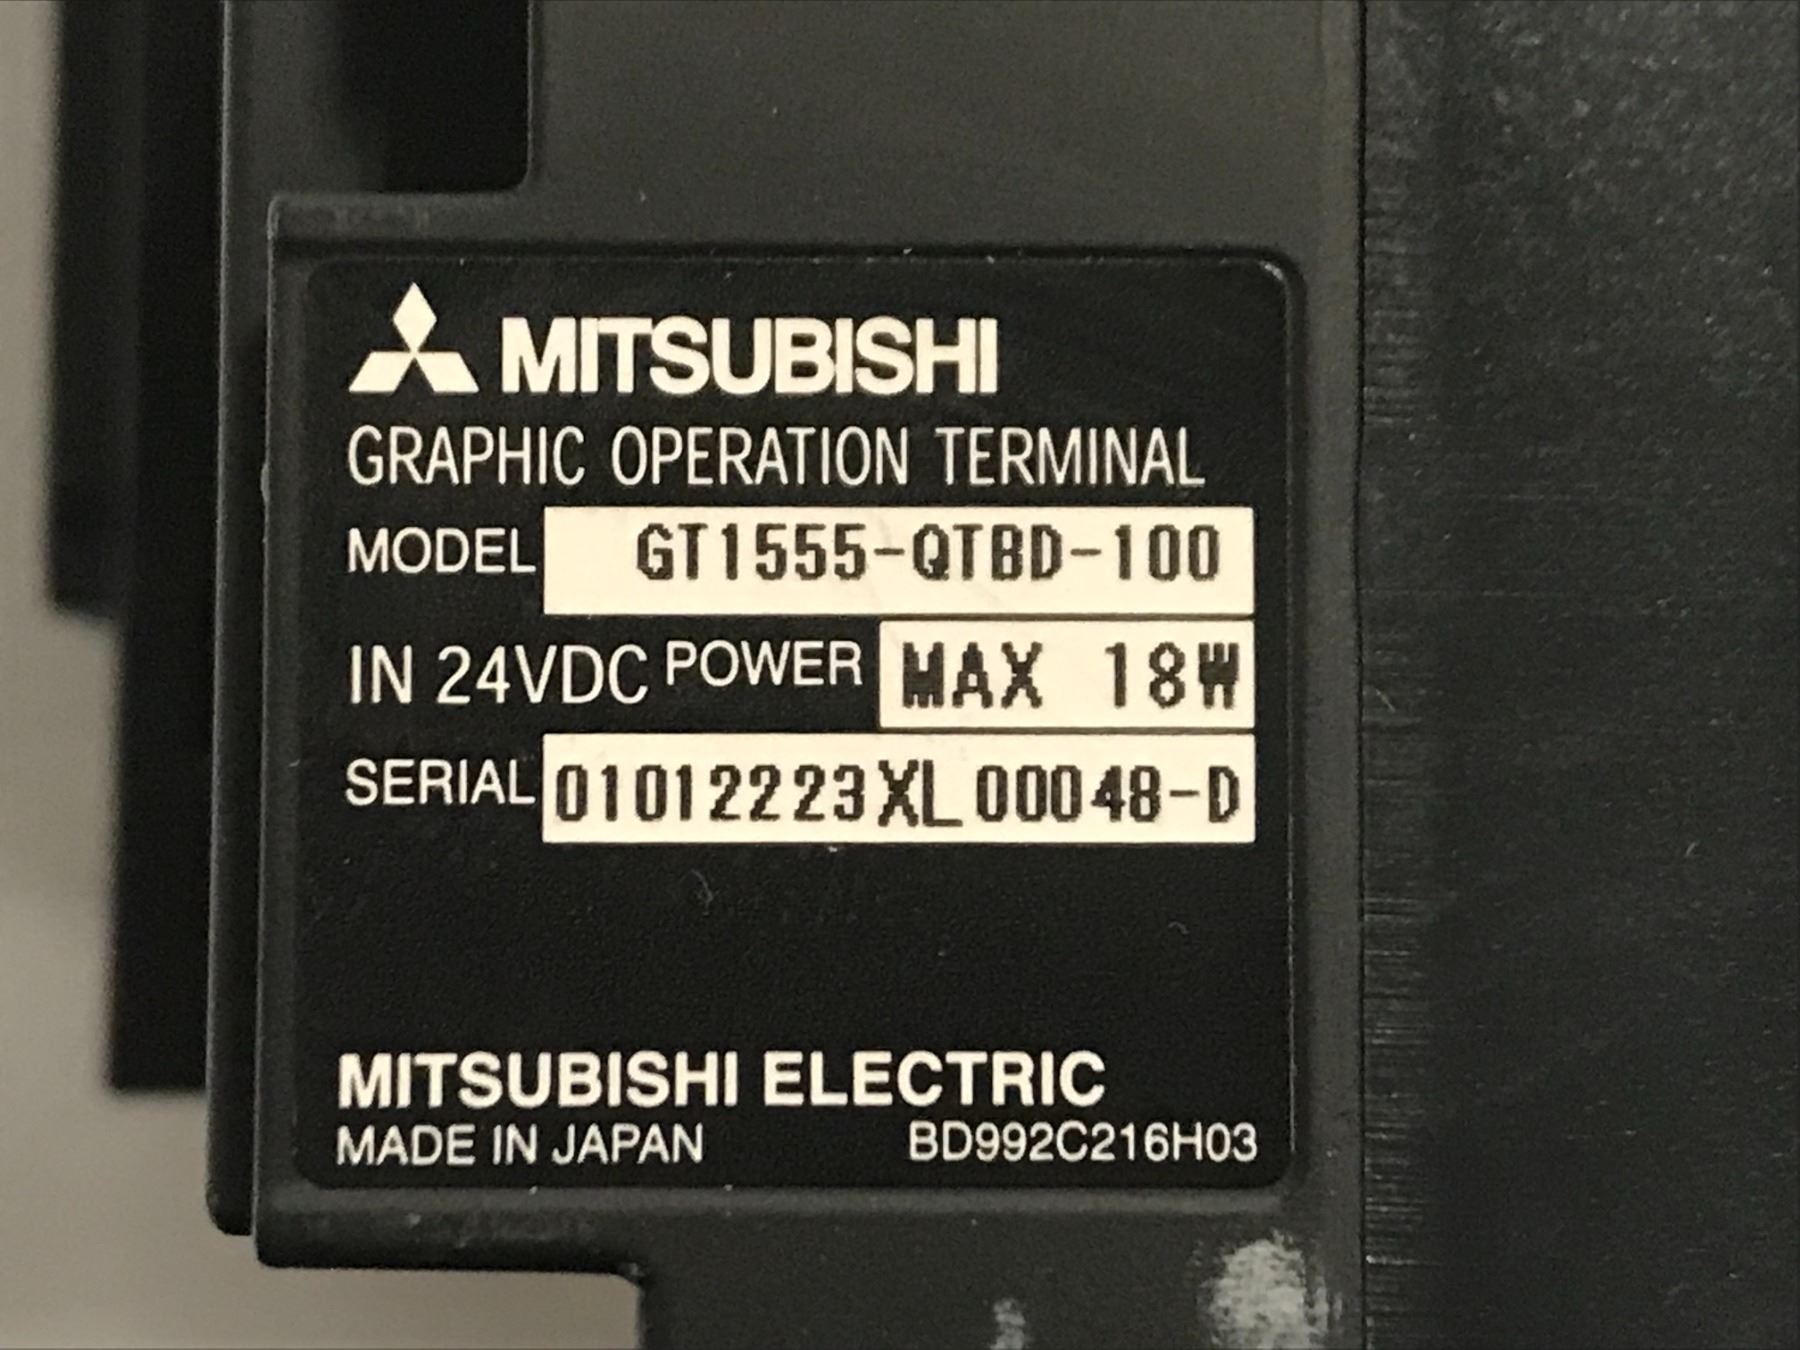 MITSUBISHI
GRAPHIC OPERATION TERMINAL
MODEL GT1555-QTBD-100
IN 24VDC POWER MAX 18W
SERIAL 01012223XL00048-D
MITSUBISHI ELECTRIC
MADE IN JAPAN BD992C216H03